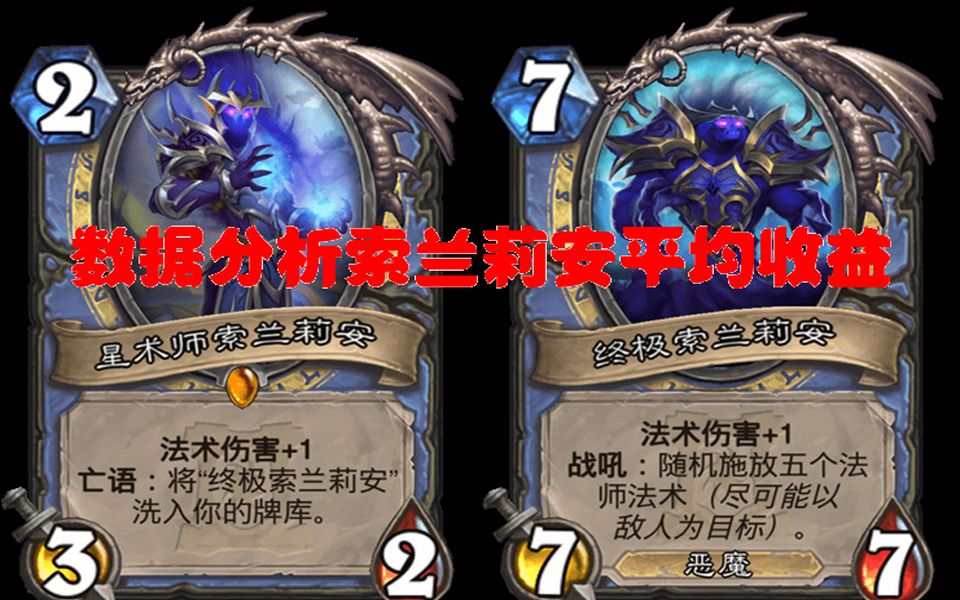 2
7
数据分析索兰莉安平均收益
星术师索兰莉安
终极索兰莉安
法术伤害+1
亡语：将“终极索兰莉安”
洗入你的牌库。
3
2
法术伤害+1
战吼：随机施放五个法
师法术（尽可能以
敌人为目标）。
恶魔
7
7